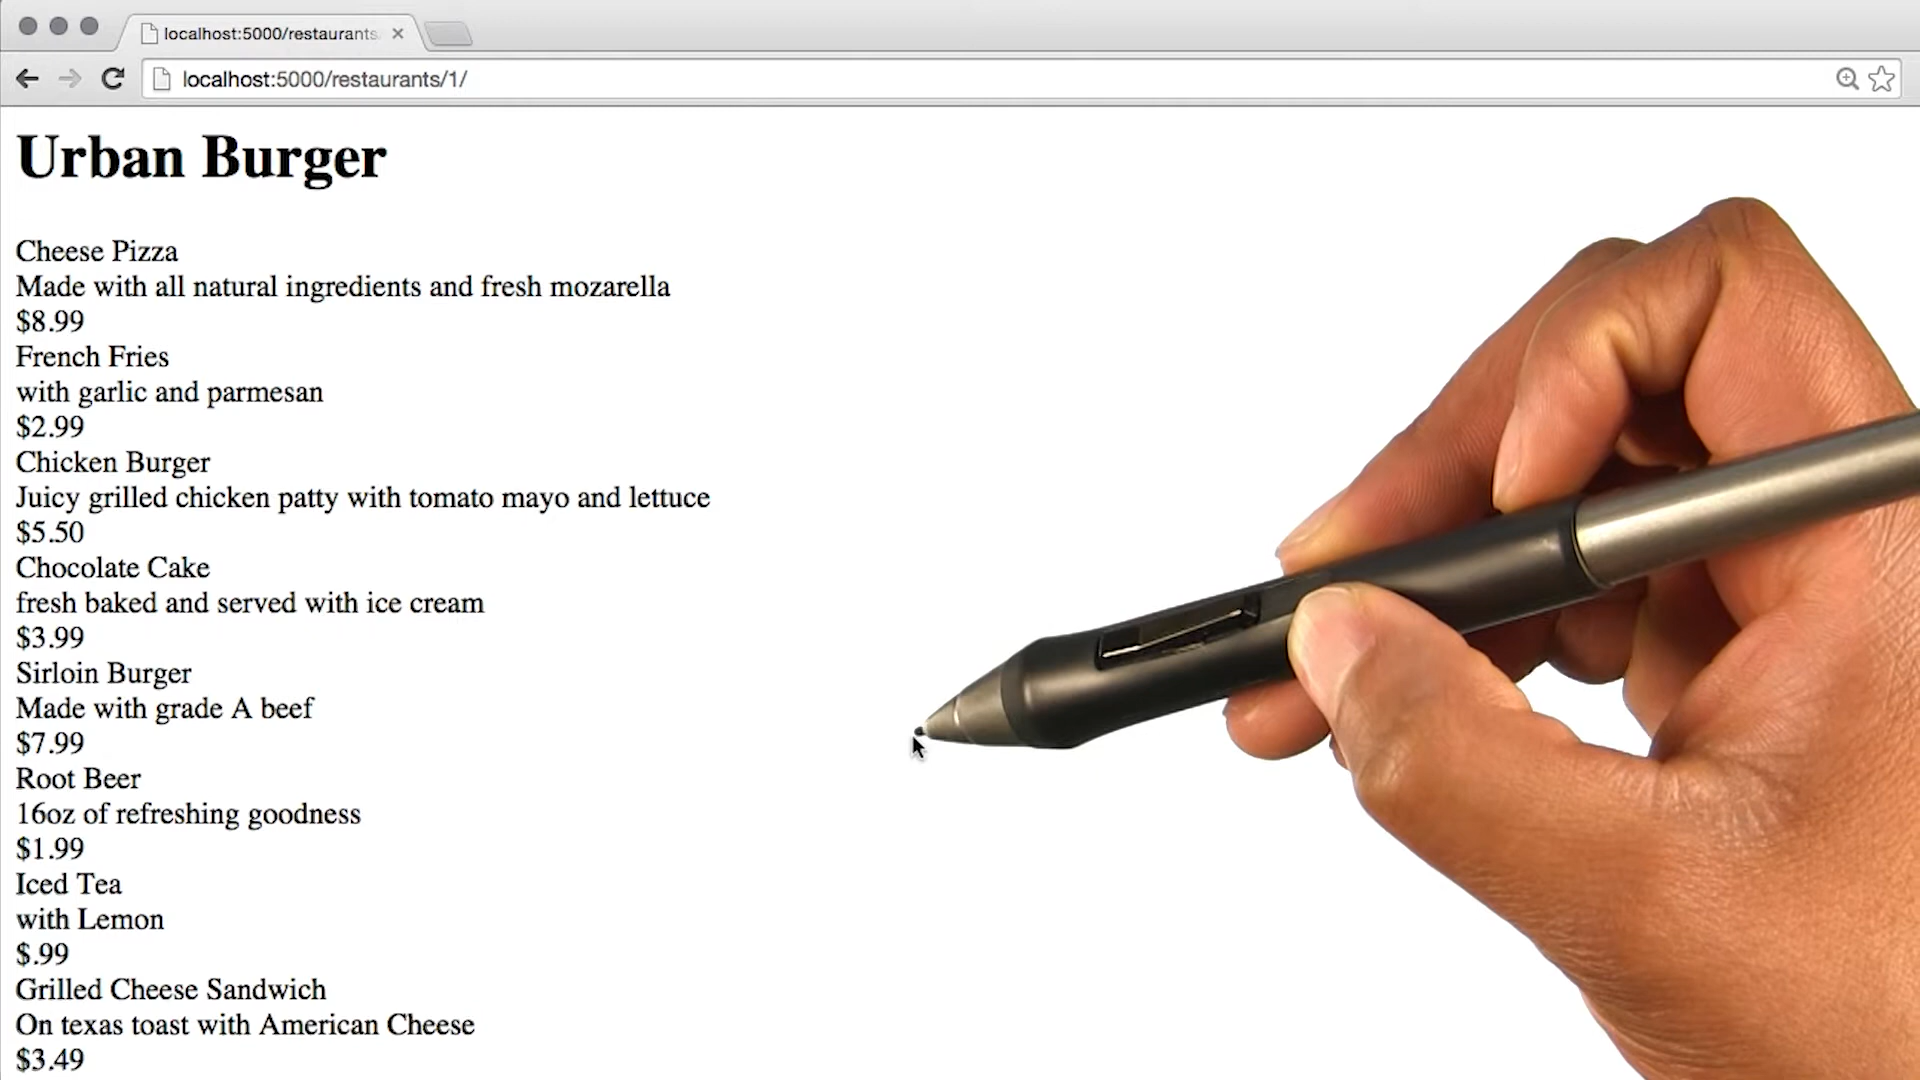 localhost:5000/restaurants
localhost:5000/restaurants/1/
Urban Burger
Cheese Pizza
Made with all natural ingredients and fresh mozarella
$8.99
French Fries
with garlic and parmesan
$2.99
Chicken Burger
Juicy grilled chicken patty with tomato mayo and lettuce
$5.50
Chocolate Cake
fresh baked and served with ice cream
$3.99
Sirloin Burger
Made with grade A beef
$7.99
Root Beer
16oz of refreshing goodness
$1.99
Iced Tea
with Lemon
$.99
Grilled Cheese Sandwich
On texas toast with American Cheese
$3.49